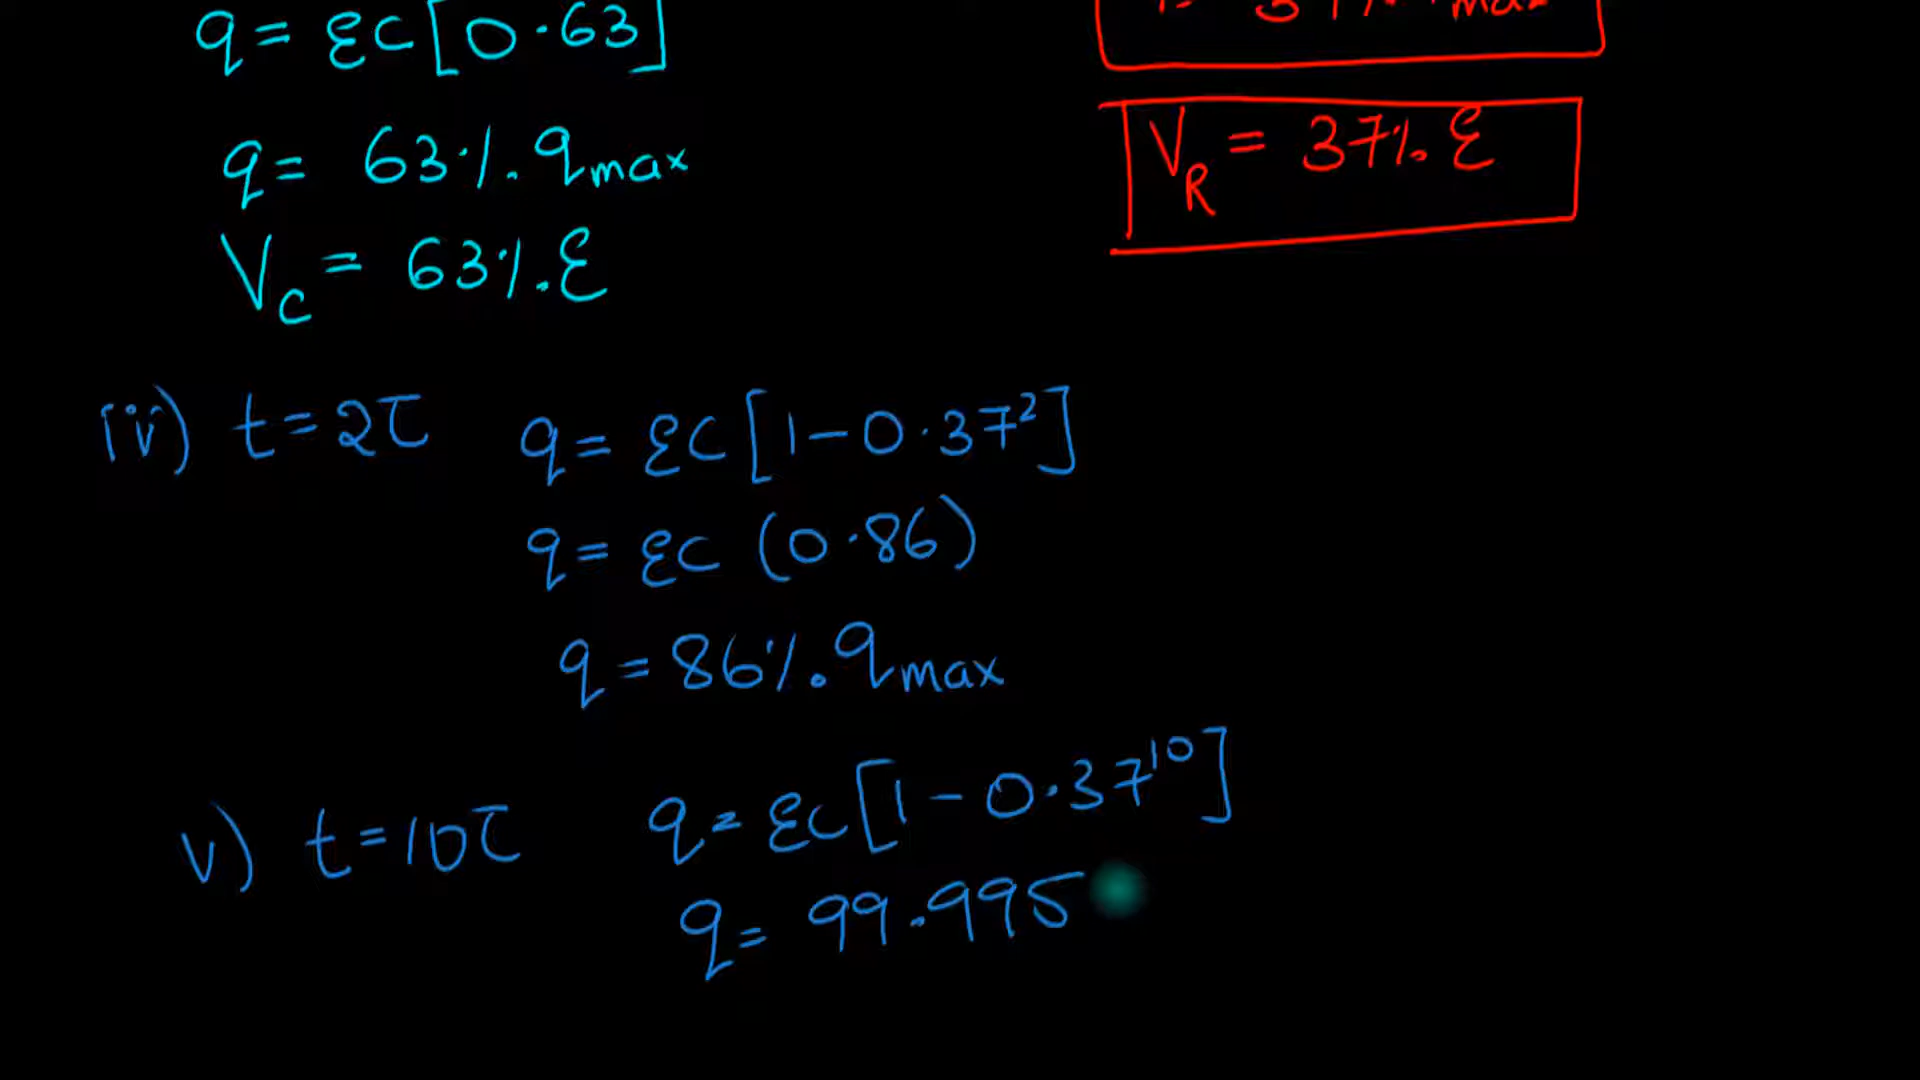 q = εC[0.63]
q = 63%. qmax
Vc = 63%. ε
VR = 37%. ε
iv) t = 2τ q = εC[1 - 0.37²]
q = εC (0.86)
q = 86%. qmax
v) t = 10τ q = εC[1 - 0.37¹⁰]
q = 99.995